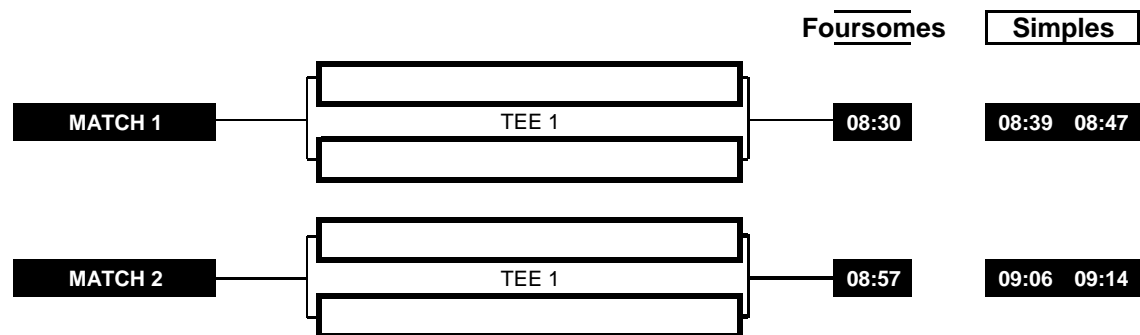 Foursomes Simples
MATCH 1 TEE 1 08:30 08:39 08:47
MATCH 2 TEE 1 08:57 09:06 09:14